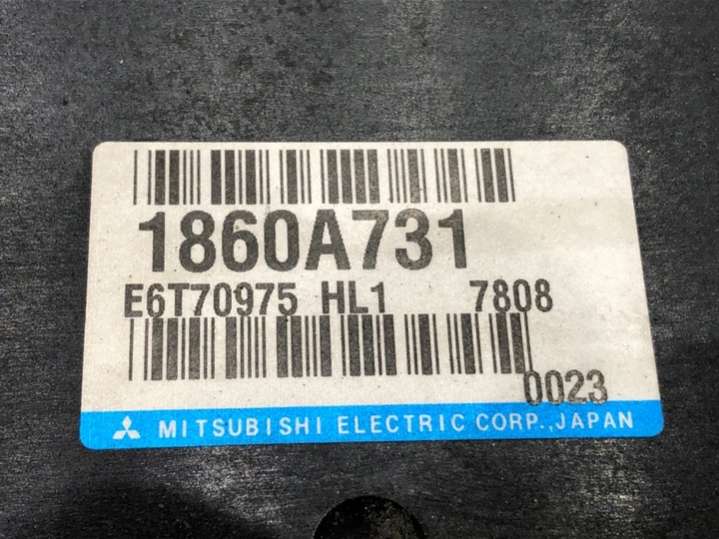 1860A731
E6T70975 HL1 7808
0023
MITSUBISHI ELECTRIC CORP., JAPAN